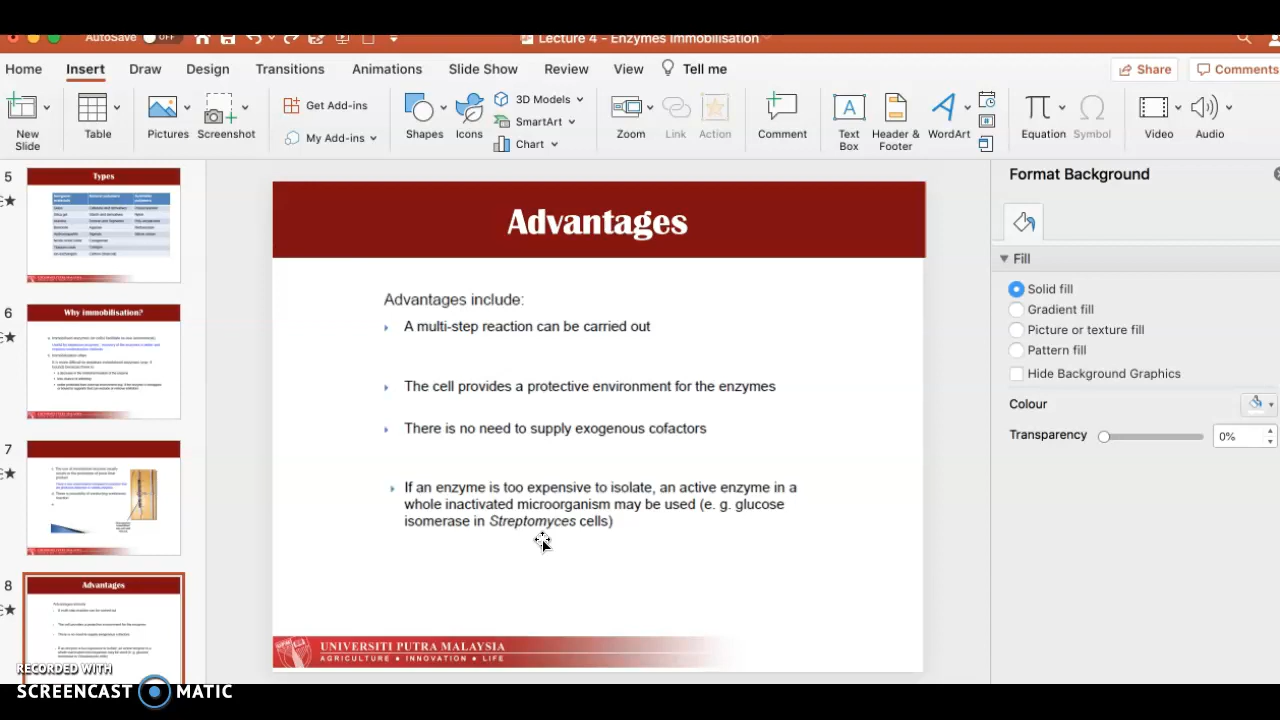 AutoSave OFF
Lecture 4 - Enzymes Immobilisation
Home Insert Draw Design Transitions Animations Slide Show Review View Tell me Share Comments
New Slide
Table
Pictures
Screenshot
Get Add-ins
My Add-ins
Shapes
Icons
3D Models
SmartArt
Chart
Zoom
Link
Action
Comment
Text Box
Header & Footer
WordArt
Equation
Symbol
Video
Audio
5
Types
6
Why immobilisation?
7
8
Advantages
Advantages
Advantages include:
A multi-step reaction can be carried out
The cell provides a protective environment for the enzymes
There is no need to supply exogenous cofactors
If an enzyme is too expensive to isolate, an active enzyme in a
whole inactivated microorganism may be used (e. g. glucose
isomerase in Streptomyces cells)
UNIVERSITI PUTRA MALAYSIA
AGRICULTURE • INNOVATION • LIFE
Format Background
Fill
Solid fill
Gradient fill
Picture or texture fill
Pattern fill
Hide Background Graphics
Colour
Transparency 0%
RECORDED WITH
SCREENCAST MATIC